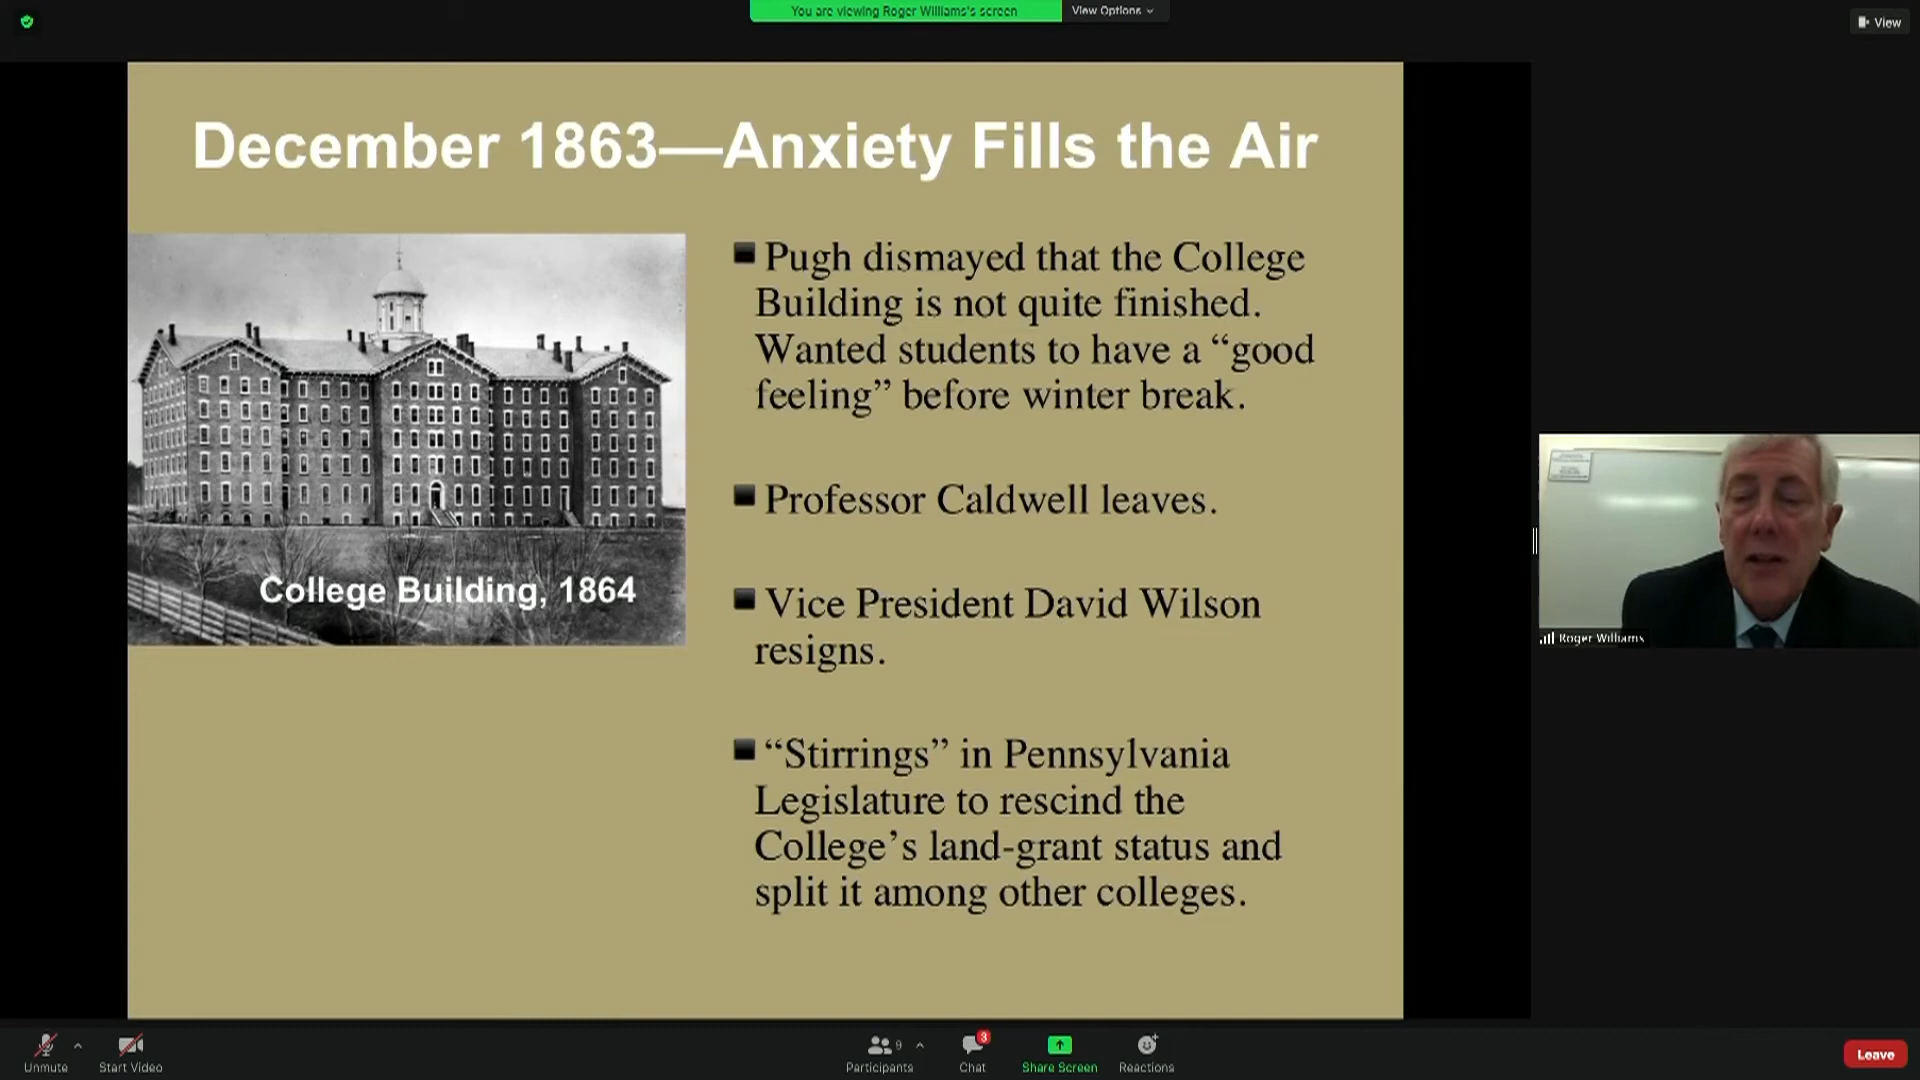 You are viewing Roger Williams's screen
View Options
View
December 1863—Anxiety Fills the Air
College Building, 1864
Pugh dismayed that the College
Building is not quite finished.
Wanted students to have a “good
feeling” before winter break.
Professor Caldwell leaves.
Vice President David Wilson
resigns.
“Stirrings” in Pennsylvania
Legislature to rescind the
College’s land-grant status and
split it among other colleges.
Roger Williams
Unmute
Start Video
9
Participants
3
Chat
Share Screen
Reactions
Leave